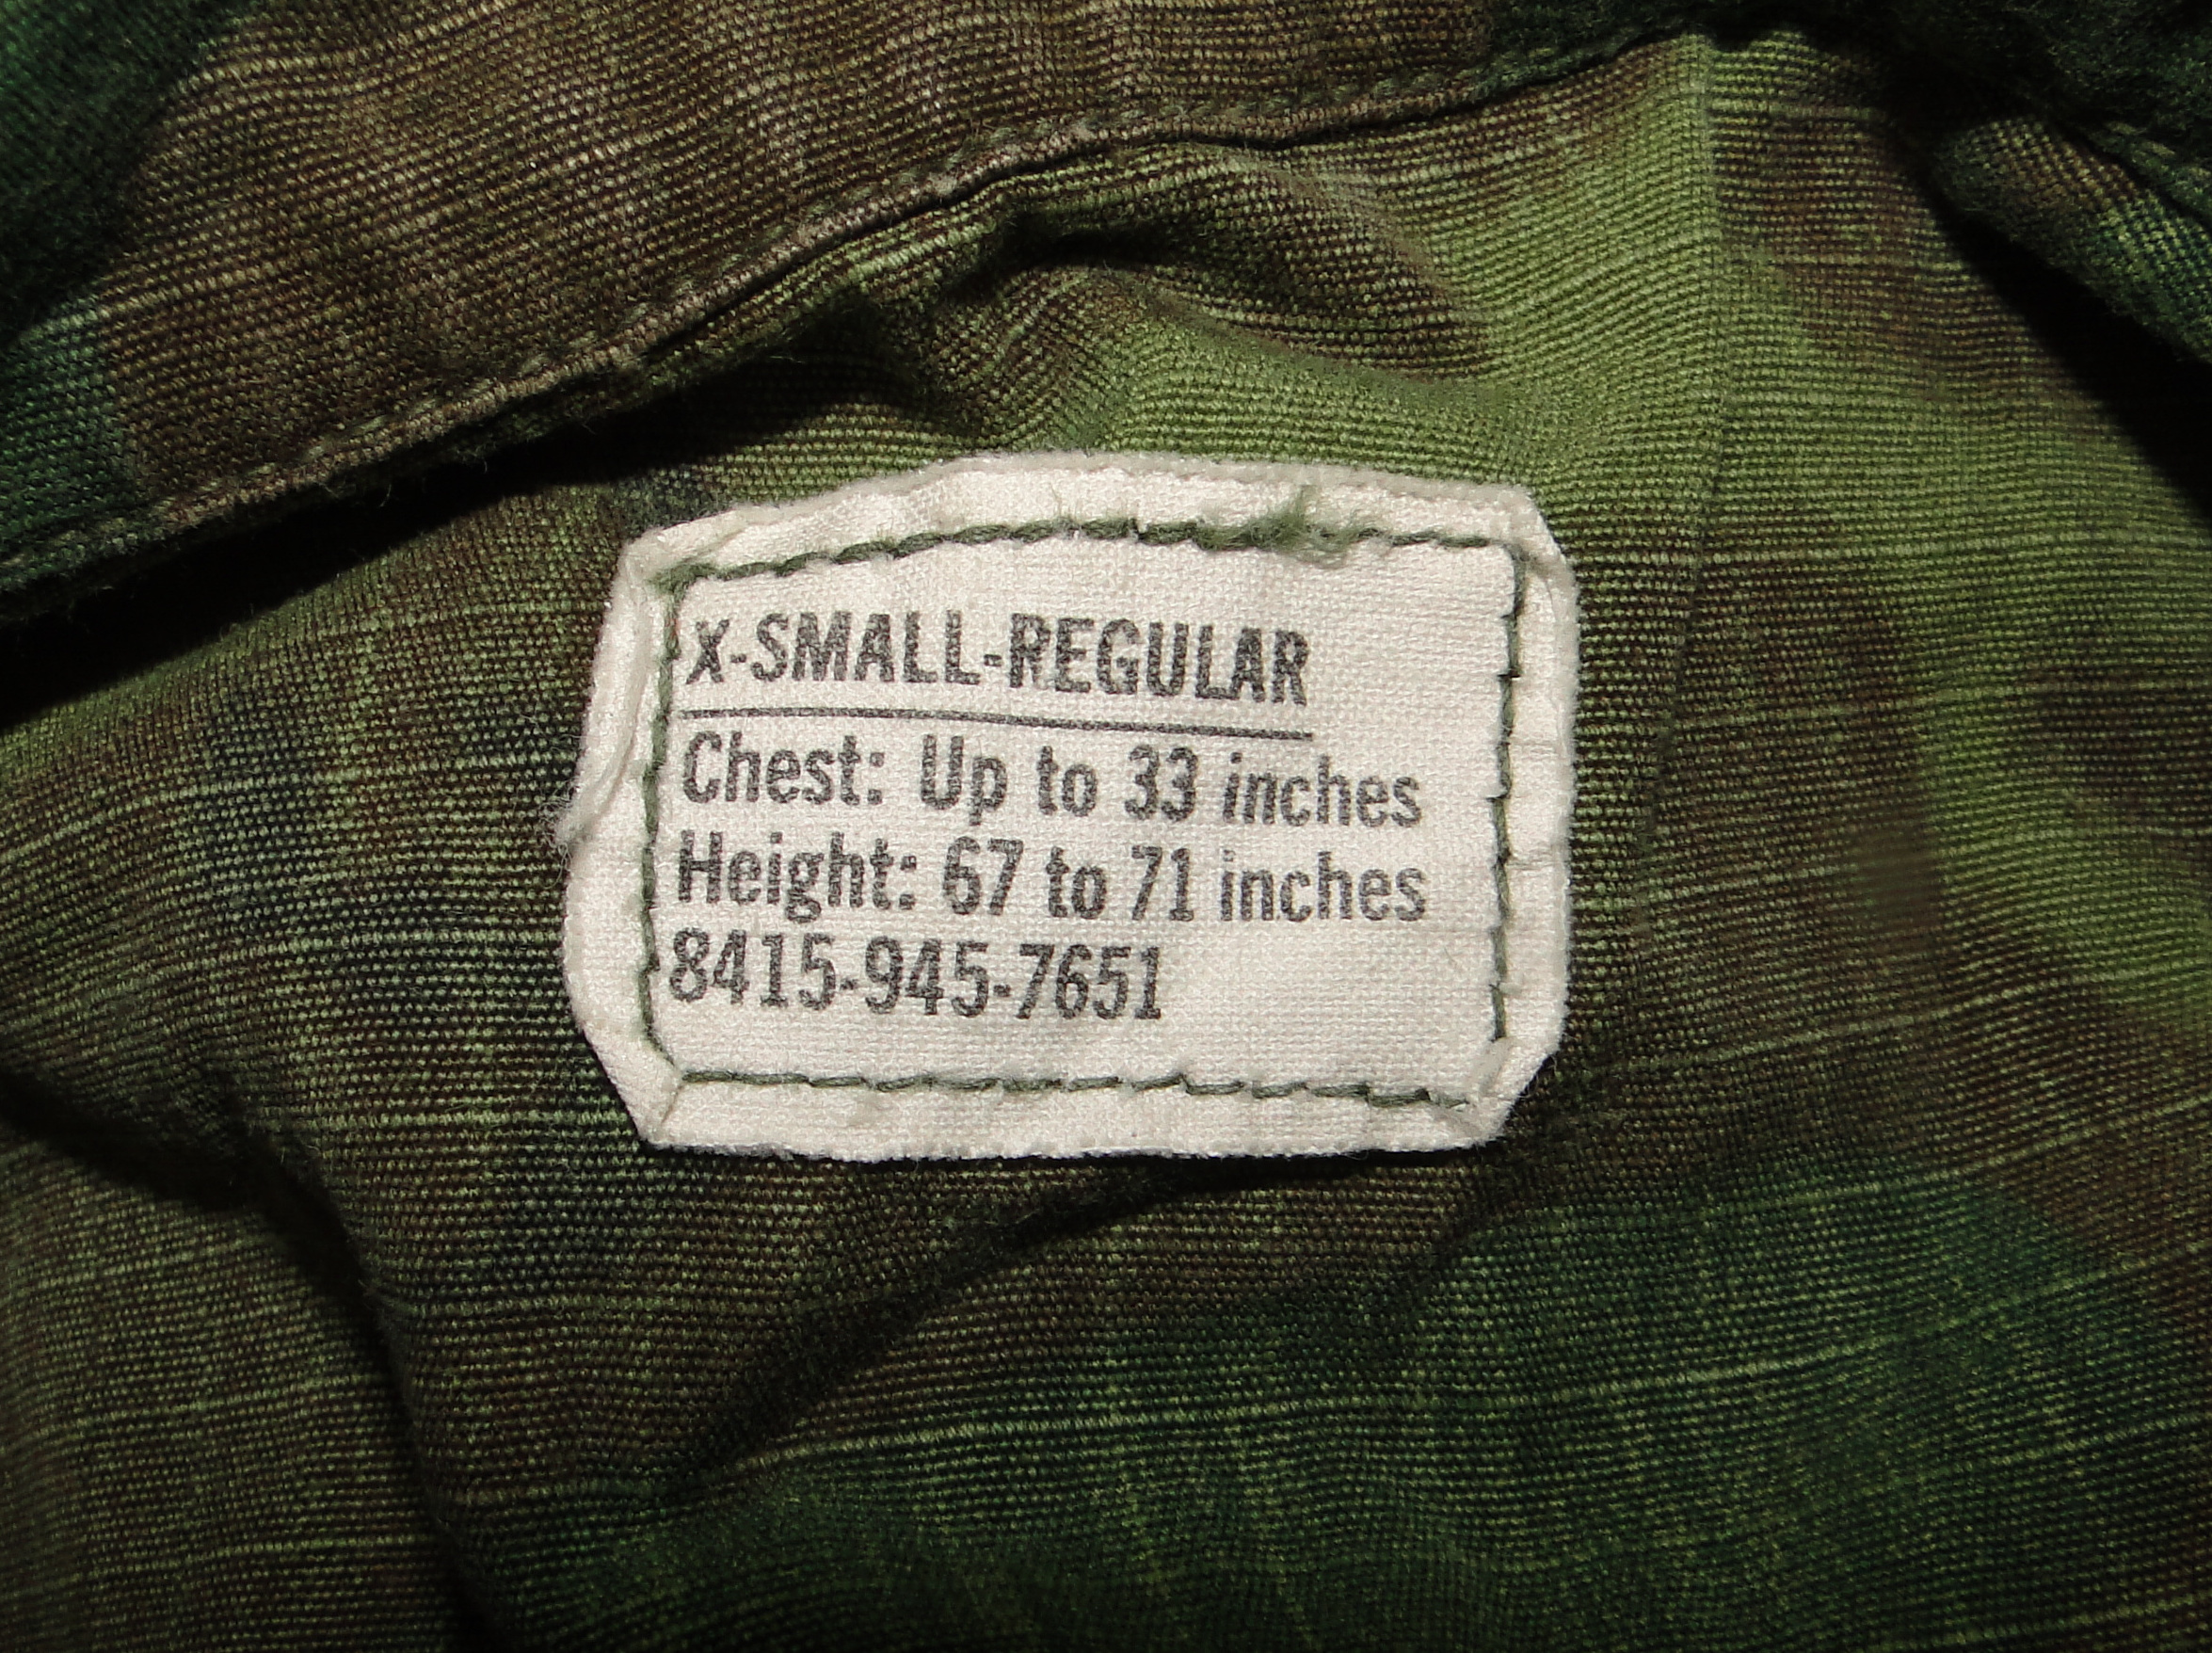 X-SMALL-REGULAR
Chest: Up to 33 inches
Height: 67 to 71 inches
8415-945-7651